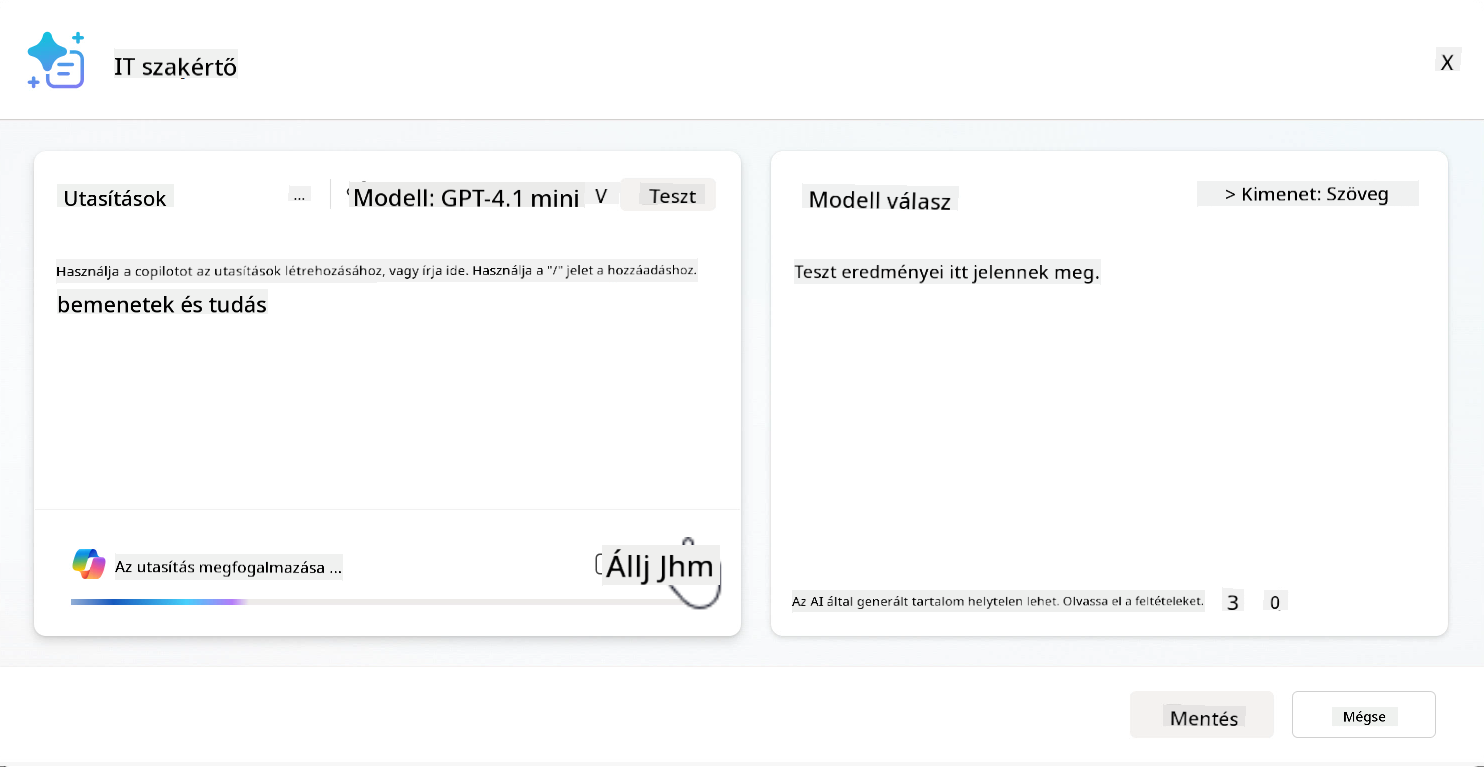 IT szakértő
X
Utasítások
...
Modell: GPT-4.1 mini
V
Teszt
Használja a copilotot az utasítások létrehozásához, vagy írja ide. Használja a "/" jelet a hozzáadáshoz.
bemenetek és tudás
Az utasítás megfogalmazása ...
Állj Jhm
Modell válasz
> Kimenet: Szöveg
Teszt eredményei itt jelennek meg.
Az AI által generált tartalom helytelen lehet. Olvassa el a feltételeket.
3
0
Mentés
Mégse